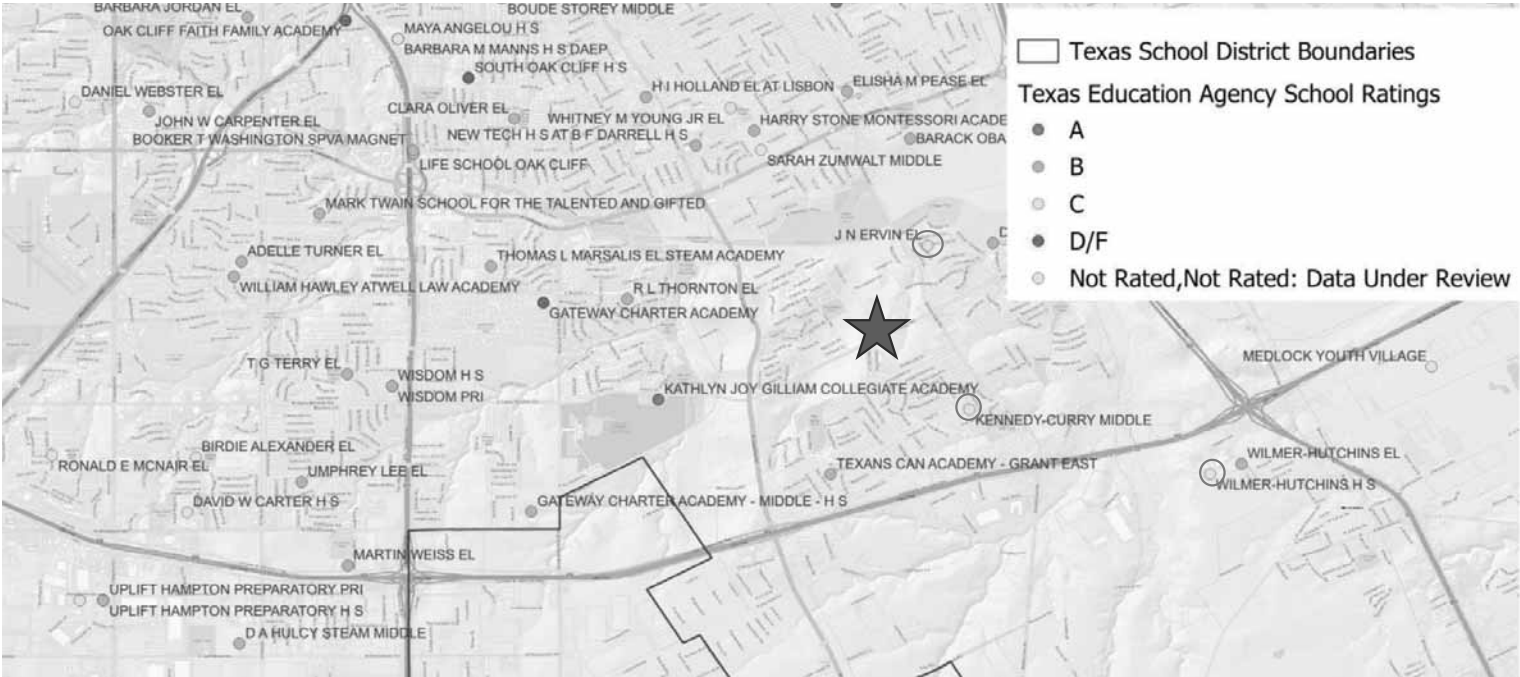 BARBARA JORDAN EL
BOUDE STOREY MIDDLE
OAK CLIFF FAITH FAMILY ACADEMY
MAYA ANGELOU H S
BARBARA M MANNS H S DAEP
SOUTH OAK CLIFF H S
DANIEL WEBSTER EL
H I HOLLAND EL AT LISBON
ELISHA M PEASE EL
CLARA OLIVER EL
JOHN W CARPENTER EL
WHITNEY M YOUNG JR EL
HARRY STONE MONTESSORI ACADE
BOOKER T WASHINGTON SPVA MAGNET
NEW TECH H S AT B F DARRELL H S
BARACK OBA
LIFE SCHOOL OAK CLIFF
SARAH ZUMWALT MIDDLE
MARK TWAIN SCHOOL FOR THE TALENTED AND GIFTED
J N ERVIN EL
D
ADELLE TURNER EL
THOMAS L MARSALIS EL STEAM ACADEMY
WILLIAM HAWLEY ATWELL LAW ACADEMY
R L THORNTON EL
GATEWAY CHARTER ACADEMY
T G TERRY EL
WISDOM H S
WISDOM PRI
KATHLYN JOY GILLIAM COLLEGIATE ACADEMY
MEDLOCK YOUTH VILLAGE
KENNEDY-CURRY MIDDLE
BIRDIE ALEXANDER EL
RONALD E MCNAIR EL
UMPHREY LEE EL
TEXANS CAN ACADEMY - GRANT EAST
WILMER-HUTCHINS EL
WILMER-HUTCHINS H S
DAVID W CARTER H S
GATEWAY CHARTER ACADEMY - MIDDLE - H S
MARTIN WEISS EL
UPLIFT HAMPTON PREPARATORY PRI
UPLIFT HAMPTON PREPARATORY H S
D A HULCY STEAM MIDDLE
Texas School District Boundaries
Texas Education Agency School Ratings
A
B
C
D/F
Not Rated,Not Rated: Data Under Review